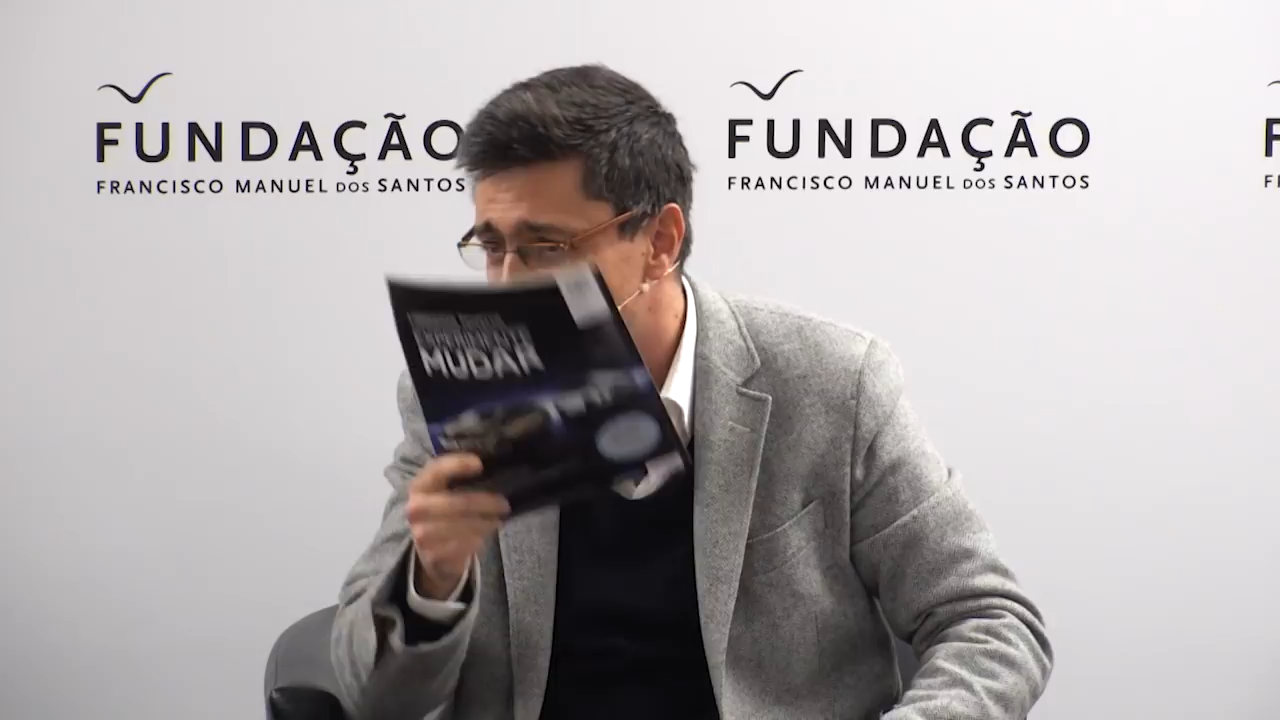 FUNDAÇÃO
FRANCISCO MANUEL DOS SANTOS
FUNDAÇÃO
FRANCISCO MANUEL DOS SANTOS
MUDAR